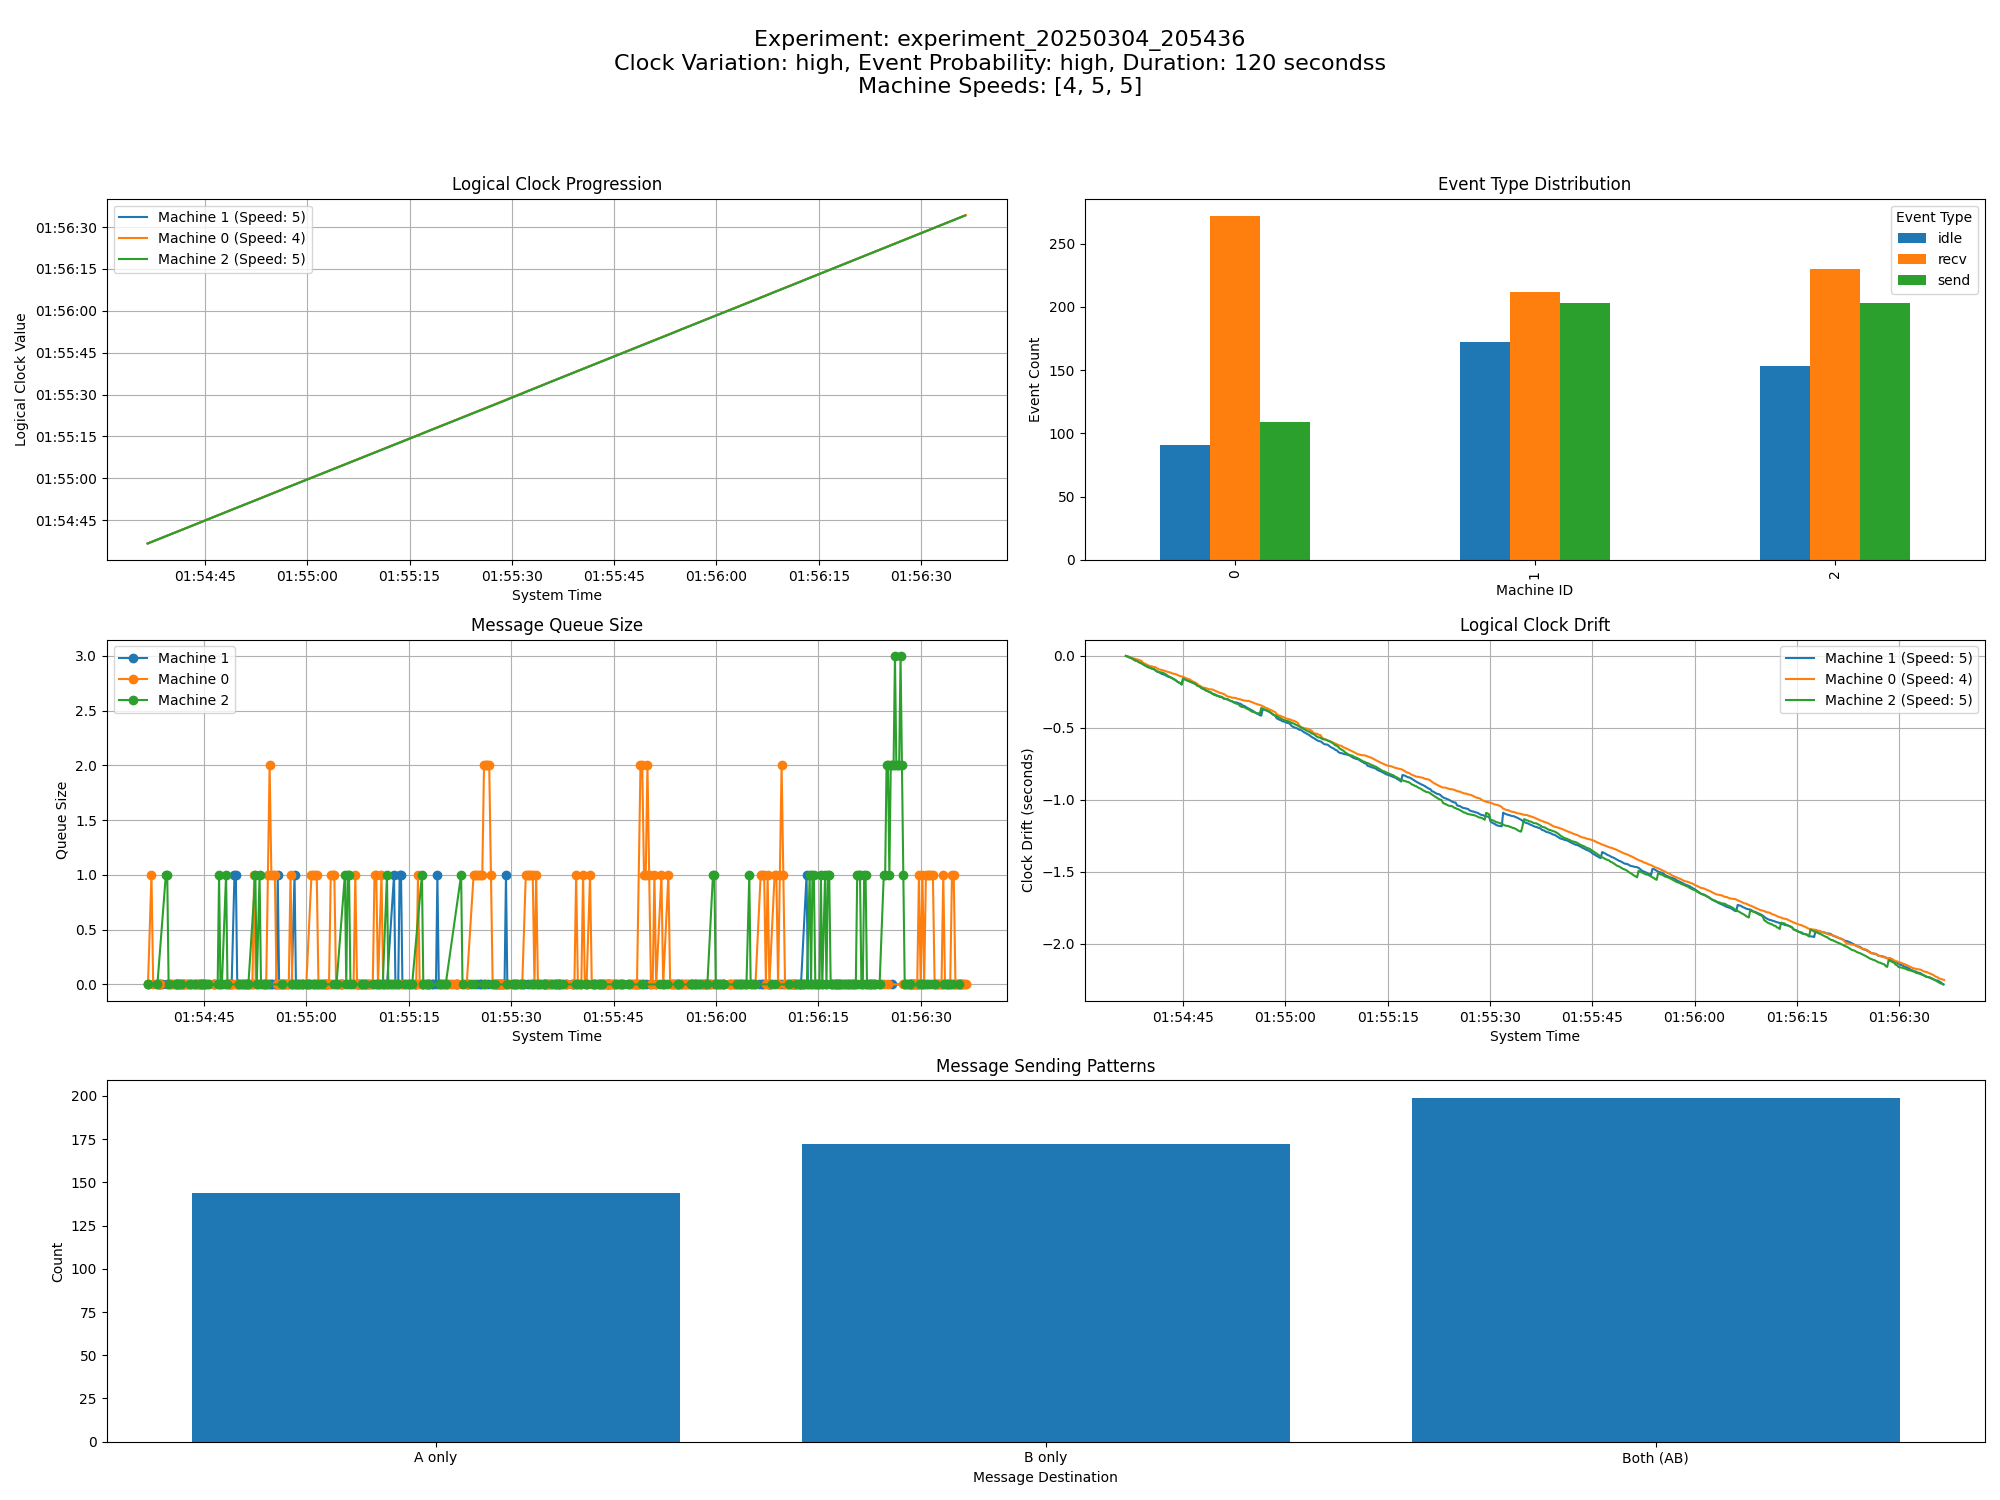 Experiment: experiment_20250304_205436
Clock Variation: high, Event Probability: high, Duration: 120 secondss
Machine Speeds: [4, 5, 5]
Logical Clock Progression
Logical Clock Value
01:56:30
01:56:15
01:56:00
01:55:45
01:55:30
01:55:15
01:55:00
01:54:45
Machine 1 (Speed: 5)
Machine 0 (Speed: 4)
Machine 2 (Speed: 5)
01:54:45 01:55:00 01:55:15 01:55:30 01:55:45 01:56:00 01:56:15 01:56:30
System Time
Event Type Distribution
Event Count
250
200
150
100
50
0
Event Type
idle
recv
send
0 1 2
Machine ID
Message Queue Size
Queue Size
3.0
2.5
2.0
1.5
1.0
0.5
0.0
Machine 1
Machine 0
Machine 2
01:54:45 01:55:00 01:55:15 01:55:30 01:55:45 01:56:00 01:56:15 01:56:30
System Time
Logical Clock Drift
Clock Drift (seconds)
0.0
−0.5
−1.0
−1.5
−2.0
Machine 1 (Speed: 5)
Machine 0 (Speed: 4)
Machine 2 (Speed: 5)
01:54:45 01:55:00 01:55:15 01:55:30 01:55:45 01:56:00 01:56:15 01:56:30
System Time
Message Sending Patterns
Count
200
175
150
125
100
75
50
25
0
A only B only Both (AB)
Message Destination